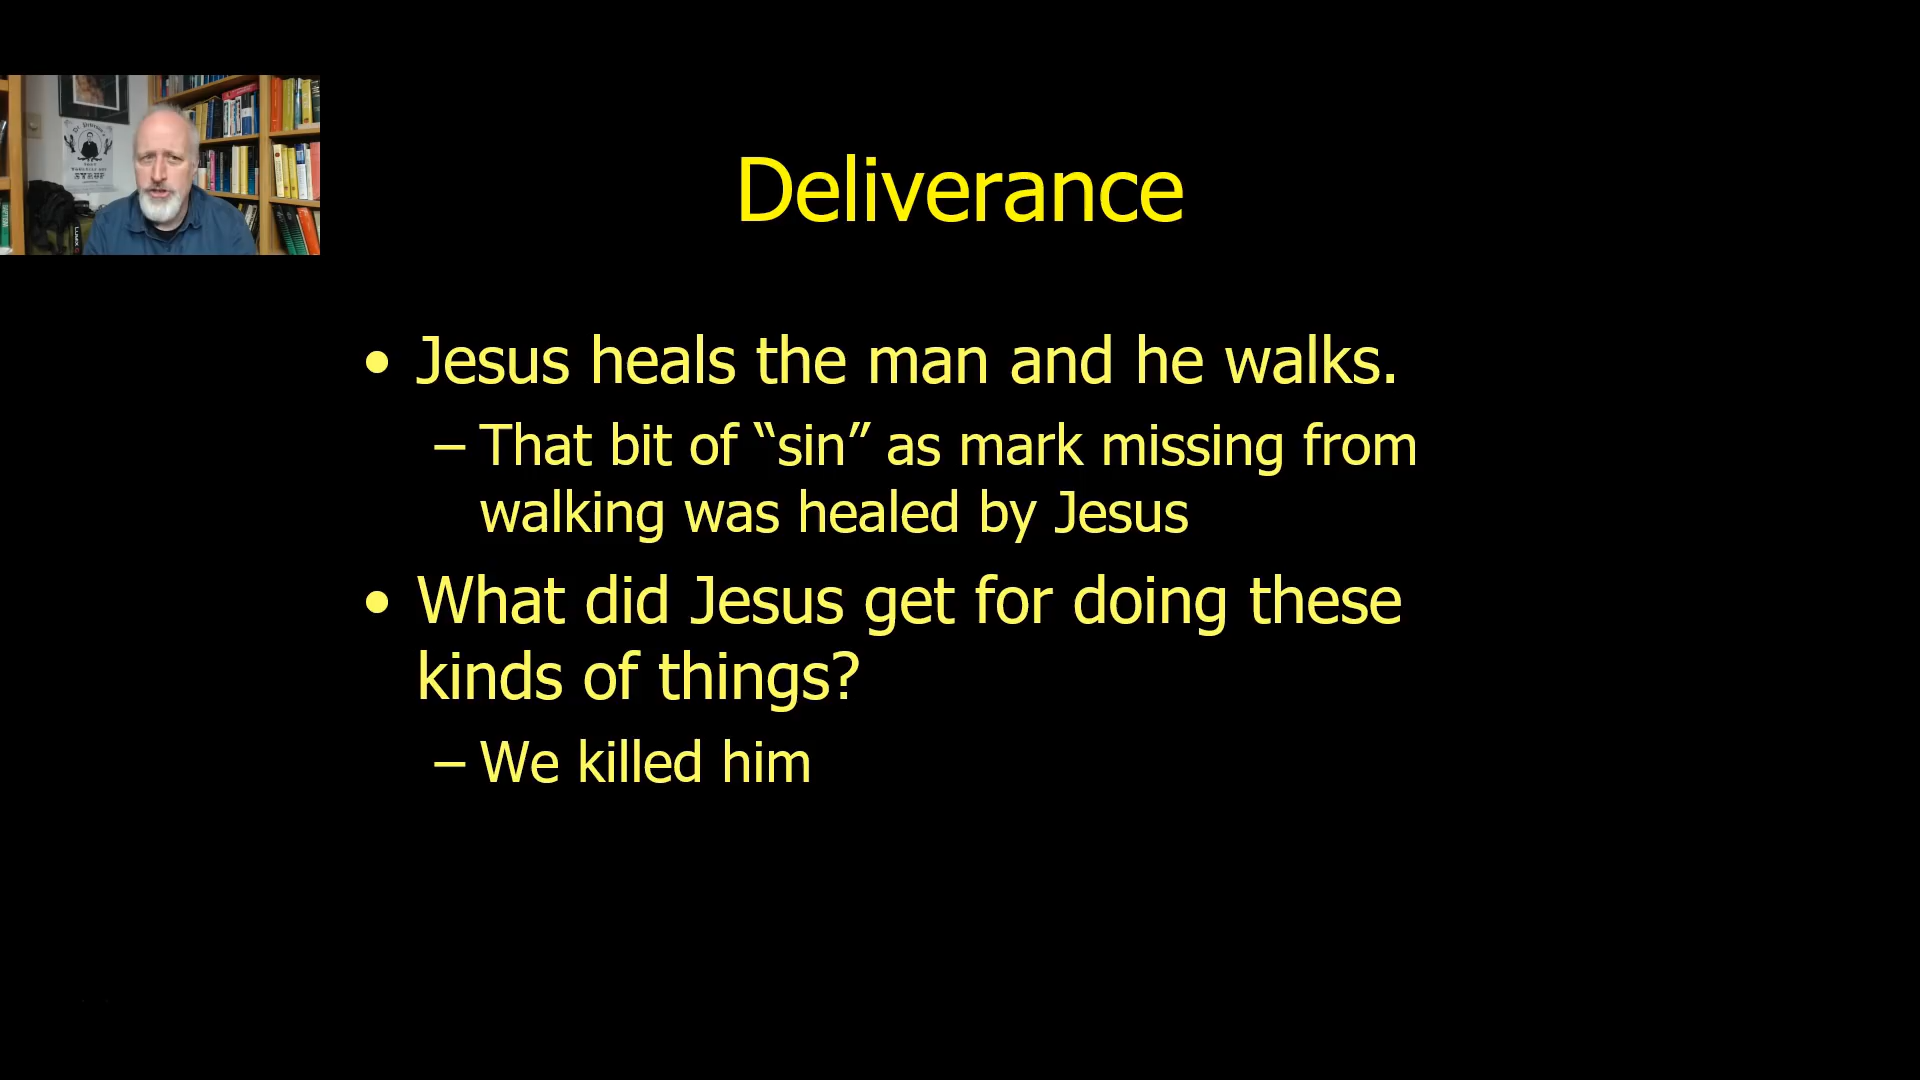 Deliverance
• Jesus heals the man and he walks.
– That bit of “sin” as mark missing from
walking was healed by Jesus
• What did Jesus get for doing these
kinds of things?
– We killed him